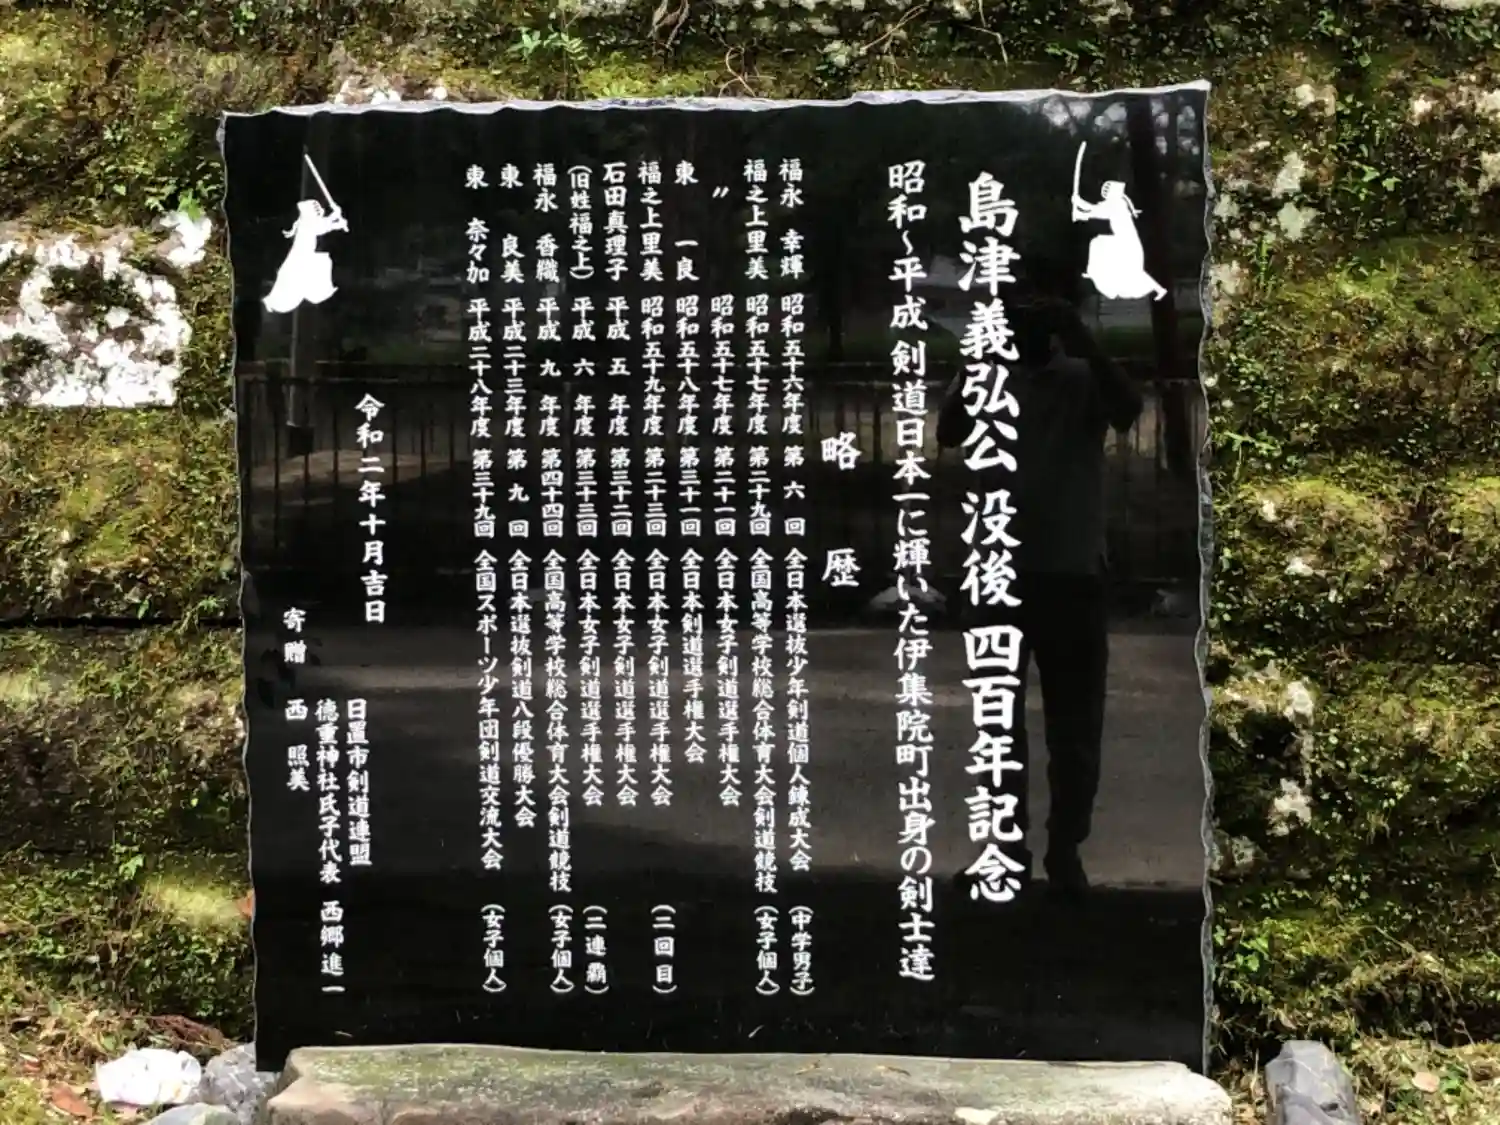 島津義弘公 没後 四百年記念
昭和~平成 剣道日本一に輝いた伊集院町出身の剣士達
略 歴
福永 幸輝 昭和五十六年度 第六回 全日本選抜少年剣道個人錬成大会 (中学男子)
福之上里美 昭和五十七年度 第二十九回 全国高等学校総合体育大会剣道競技 (女子個人)
〃 昭和五十七年度 第二十一回 全日本女子剣道選手権大会
東 一良 昭和五十八年度 第三十一回 全日本剣道選手権大会
福之上里美 昭和五十九年度 第二十三回 全日本女子剣道選手権大会 (二回目)
石田真理子 平成五年度 第三十二回 全日本女子剣道選手権大会
(旧姓福之上) 平成六年度 第三十三回 全日本女子剣道選手権大会 (二連覇)
福永 香織 平成九年度 第四十四回 全国高等学校総合体育大会剣道競技 (女子個人)
東 良美 平成二十三年度 第九回 全日本選抜剣道八段優勝大会
東 奈々加 平成二十八年度 第三十九回 全国スポーツ少年団剣道交流大会 (女子個人)
令和二年十月吉日
日置市剣道連盟
徳重神社氏子代表 西郷進一
寄贈 西 照美